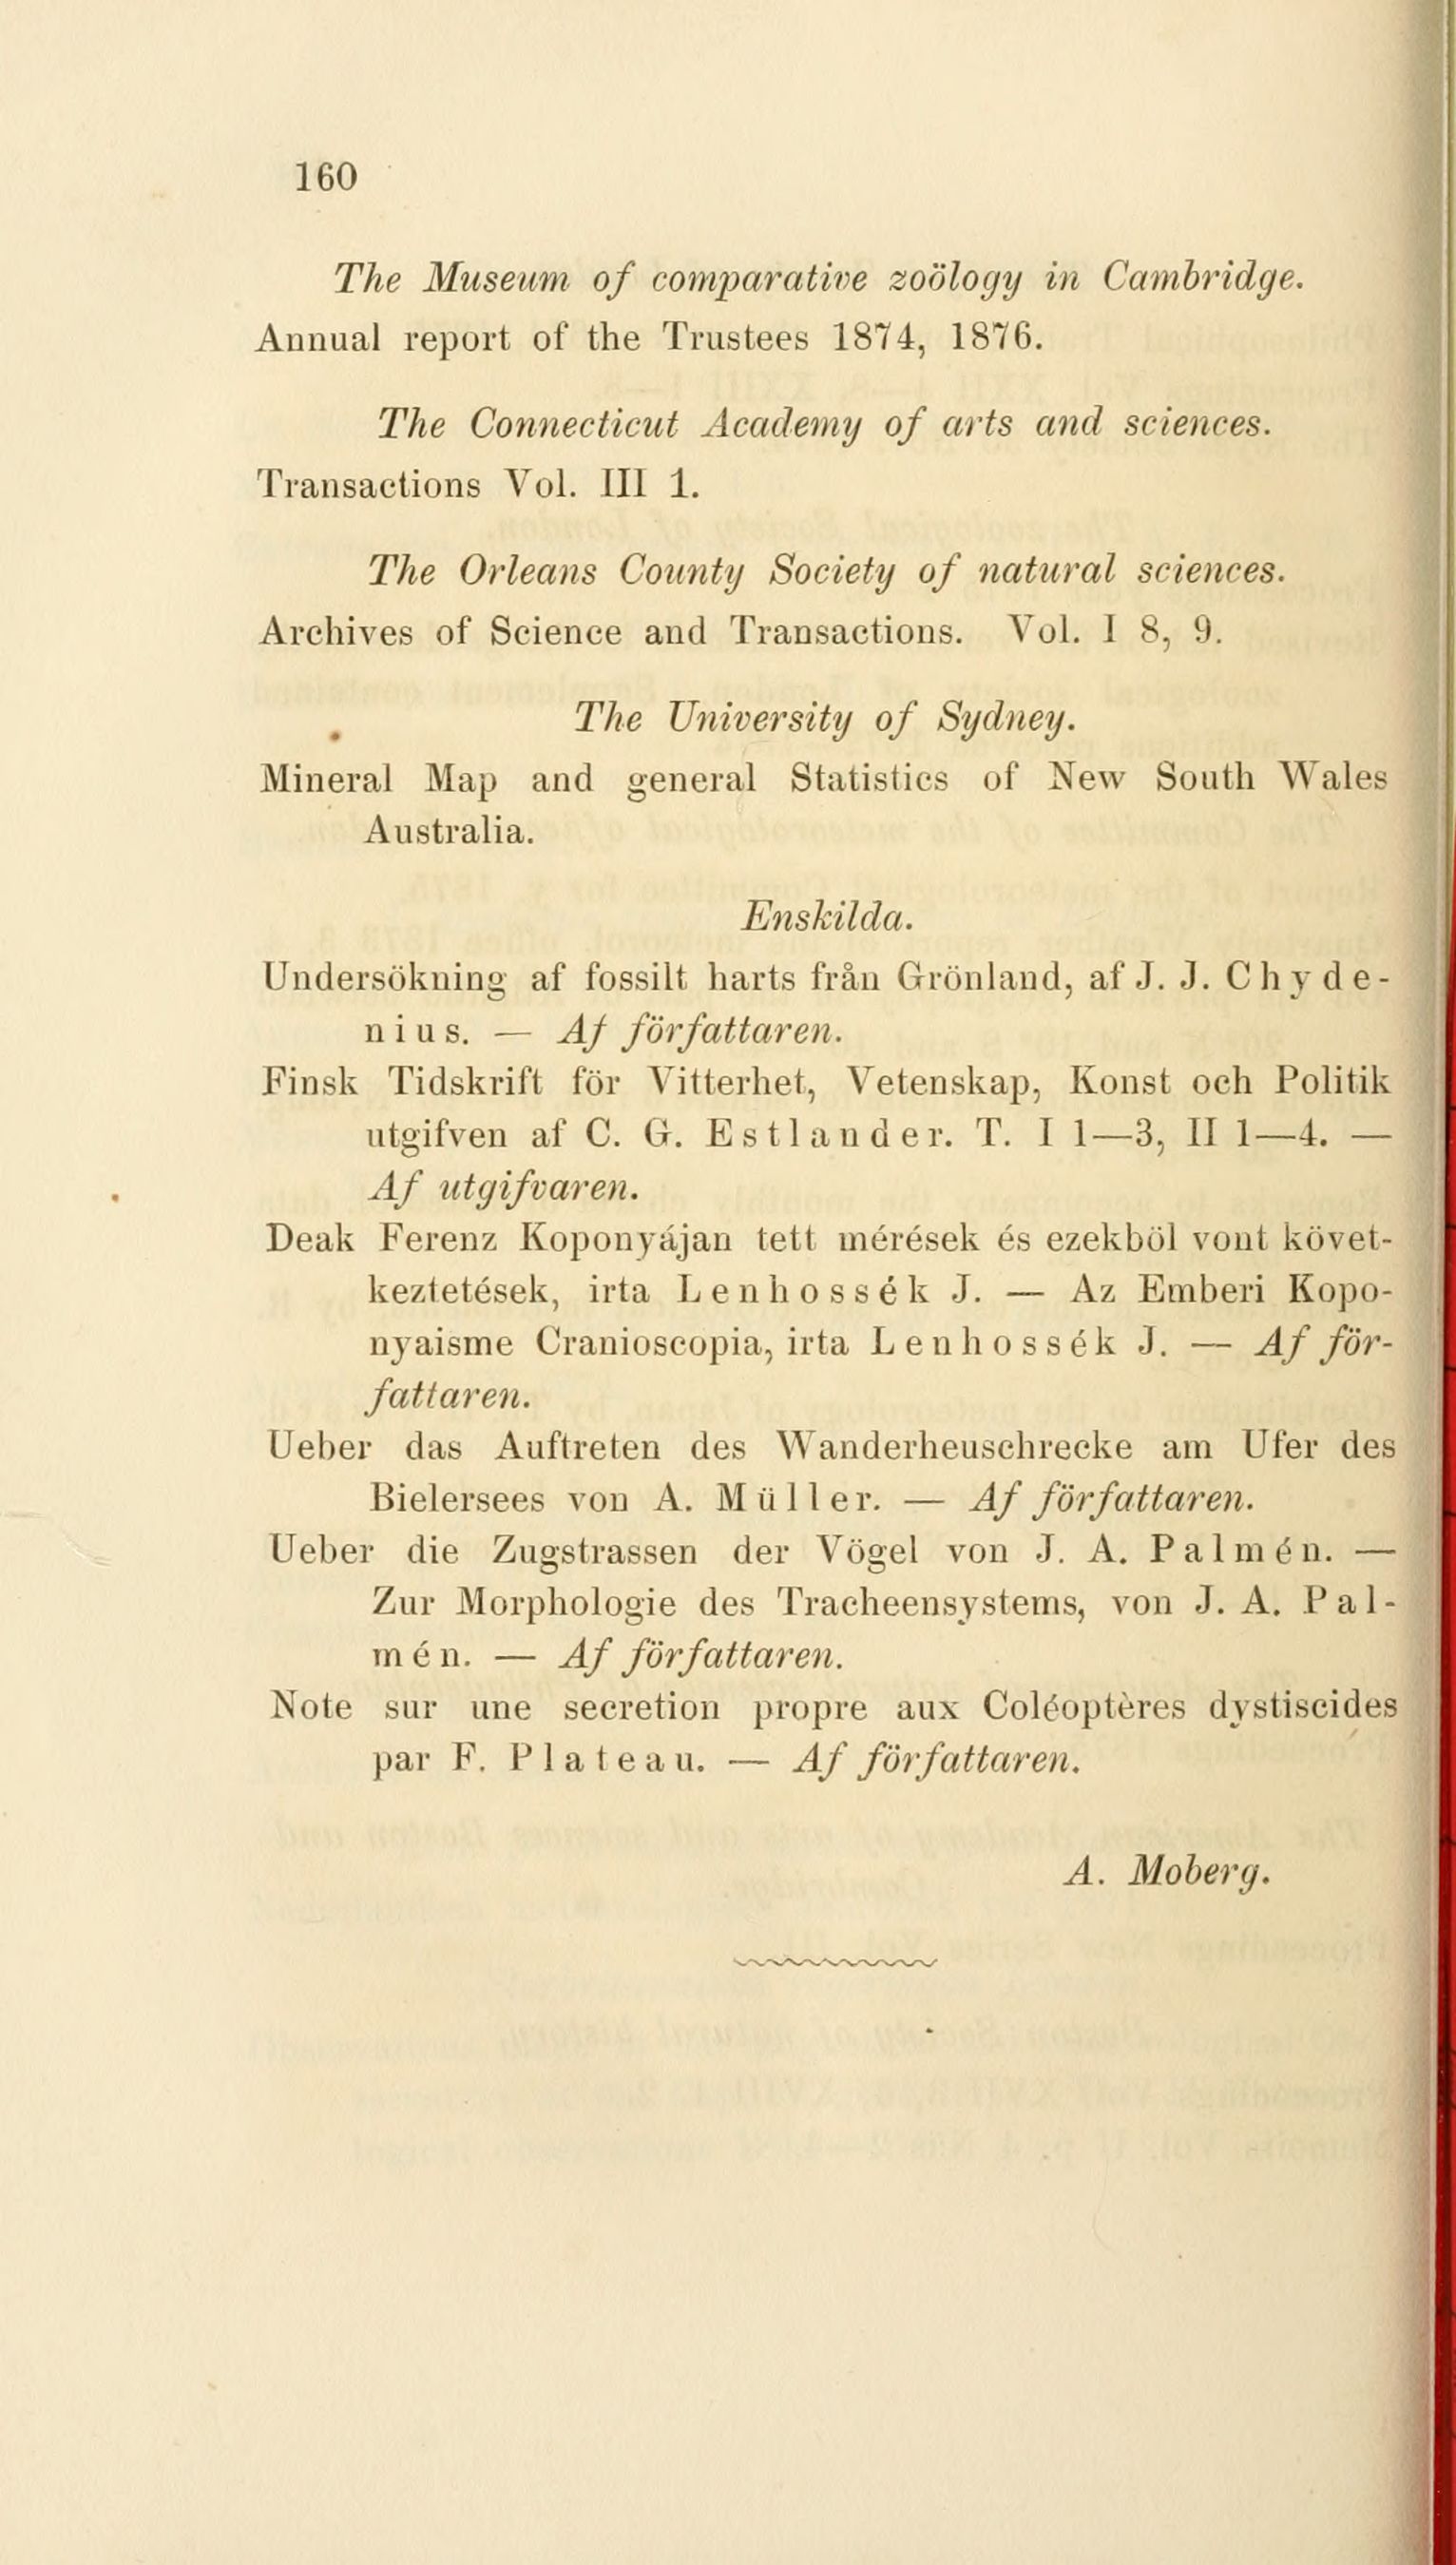 160
The Museum of comparative zoölogy in Cambridge.
Annual report of the Trustees 1874, 1876.
The Connecticut Academy of arts and sciences.
Transactions Vol. III 1.
The Orleans County Society of natural sciences.
Archives of Science and Transactions. Vol. I 8, 9.
The University of Sydney.
Mineral Map and general Statistics of New South Wales
Australia.
Enskilda.
Undersökning af fossilt harts från Grönland, af J. J. Chyde-
nius. — Af författaren.
Finsk Tidskrift för Vitterhet, Vetenskap, Konst och Politik
utgifven af C. G. Estlander. T. I 1—3, II 1—4. —
Af utgifvaren.
Deak Ferenz Koponyájan tett mérések és ezekböl vont követ-
keztetések, irta Lenhossék J. — Az Emberi Kopo-
nyaisme Cranioscopia, irta Lenhossék J. — Af för-
fattaren.
Ueber das Auftreten des Wanderheuschrecke am Ufer des
Bielersees von A. Müller. — Af författaren.
Ueber die Zugstrassen der Vögel von J. A. Palmén. —
Zur Morphologie des Tracheensystems, von J. A. Pal-
mén. — Af författaren.
Note sur une secretion propre aux Coléoptères dystiscides
par F. Plateau. — Af författaren.
A. Moberg.